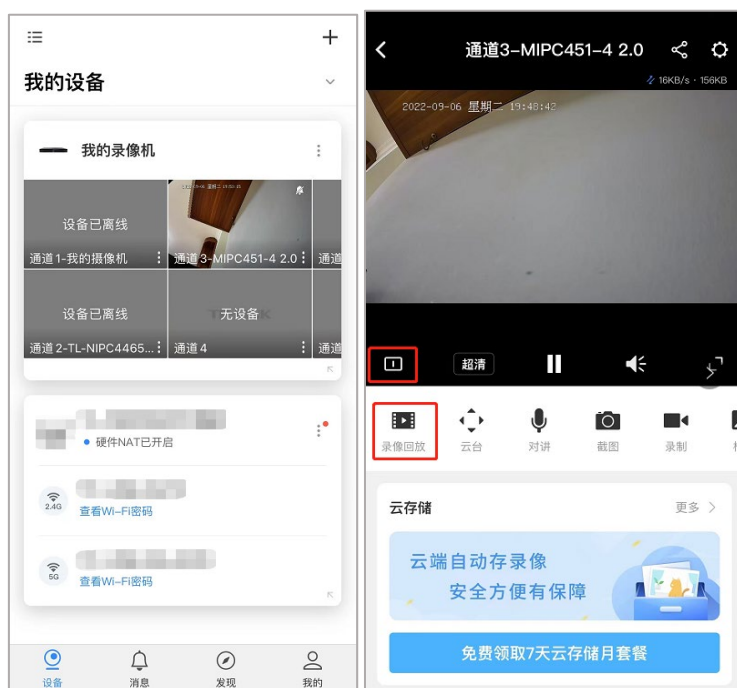 我的设备
我的录像机
设备已离线
通道1-我的摄像机
通道3-MIPC451-4 2.0
通道
设备已离线
无设备
通道2-TL-NIPC4465...
通道4
通道
硬件NAT已开启
2.4G
查看Wi-Fi密码
5G
查看Wi-Fi密码
设备
消息
发现
我的
通道3-MIPC451-4 2.0
16KB/s · 156KB
2022-09-06 星期二 19:48:42
1
超清
录像回放
云台
对讲
截图
录制
云存储
更多
云端自动存录像
安全方便有保障
免费领取7天云存储月套餐